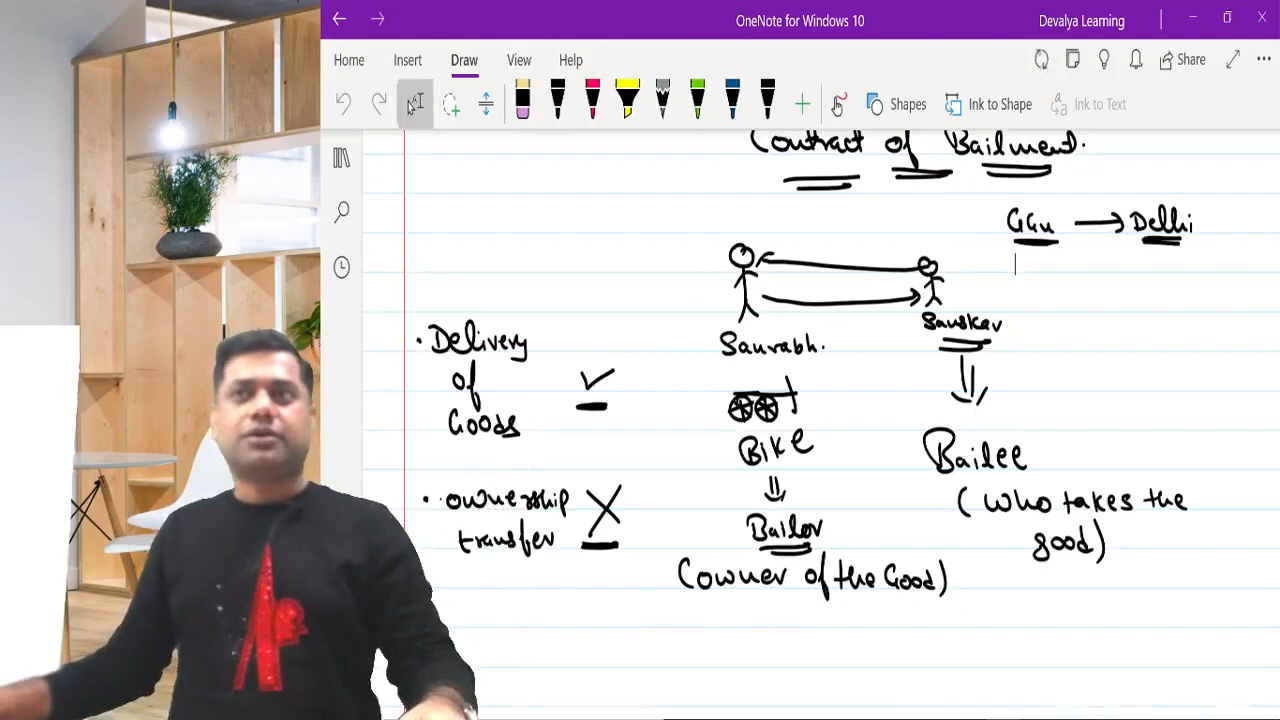 OneNote for Windows 10
Devalya Learning
Home Insert Draw View Help
Share
Shapes
Ink to Shape
Ink to Text
Contract of Bailment.
GGn → Delhi
Sanskar
Saurabh.
• Delivery
of
Goods
Bike
Bailee
(who takes the
good)
• ownership
transfer
Bailor
(owner of the Good)